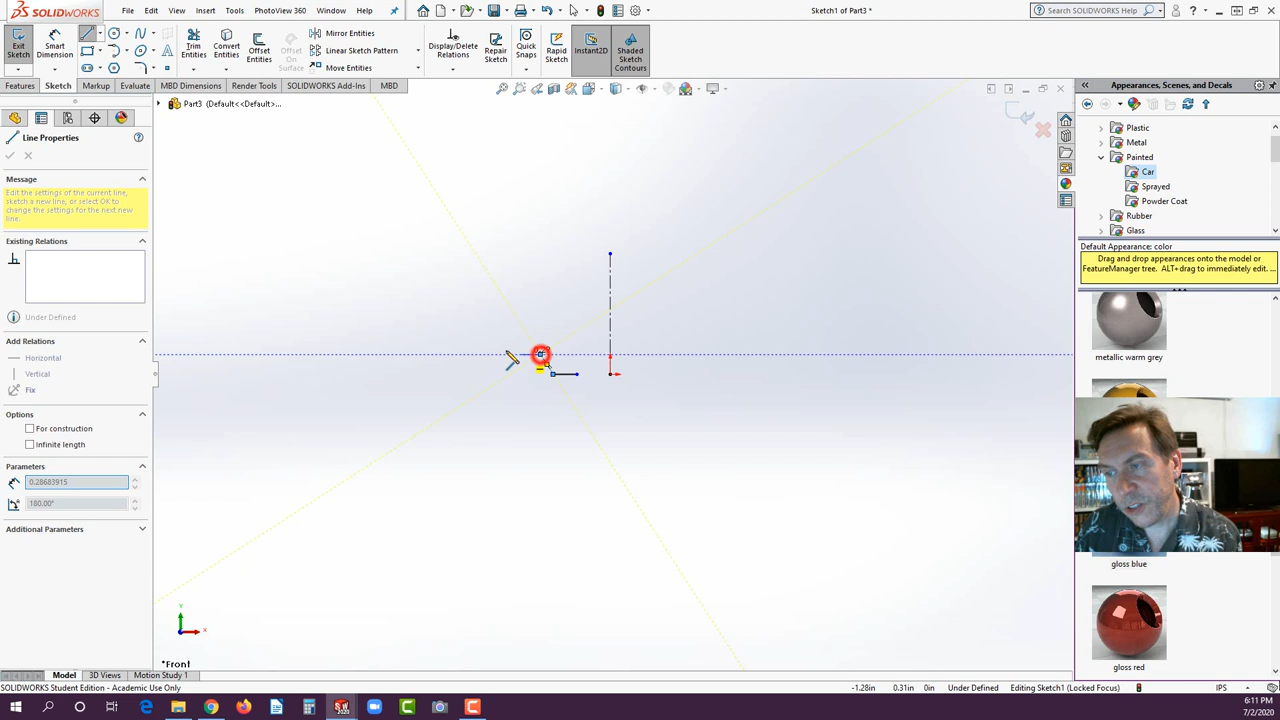 SOLIDWORKS File Edit View Insert Tools PhotoView 360 Window Help Sketch1 of Part3 * Search SOLIDWORKS Help
Exit Sketch Smart Dimension Trim Entities Convert Entities Offset Entities Offset On Surface Mirror Entities Linear Sketch Pattern Move Entities Display/Delete Relations Repair Sketch Quick Snaps Rapid Sketch Instant2D Shaded Sketch Contours
Features Sketch Markup Evaluate MBD Dimensions Render Tools SOLIDWORKS Add-Ins MBD
Appearances, Scenes, and Decals
Part3 (Default<<Default>...
Line Properties
Message
Edit the settings of the current line,
sketch a new line, or select OK to
change the settings for the next new
line.
Existing Relations
Under Defined
Add Relations
Horizontal
Vertical
Fix
Options
For construction
Infinite length
Parameters
0.28683915
180.00°
Additional Parameters
Y
X
*Front
Plastic
Metal
Painted
Car
Sprayed
Powder Coat
Rubber
Glass
Default Appearance: color
Drag and drop appearances onto the model or
FeatureManager tree. ALT+drag to immediately edit. ...
metallic warm grey
gloss blue
gloss red
Model 3D Views Motion Study 1
SOLIDWORKS Student Edition - Academic Use Only -1.28in 0.31in 0in Under Defined Editing Sketch1 (Locked Focus) IPS
6:11 PM
7/2/2020